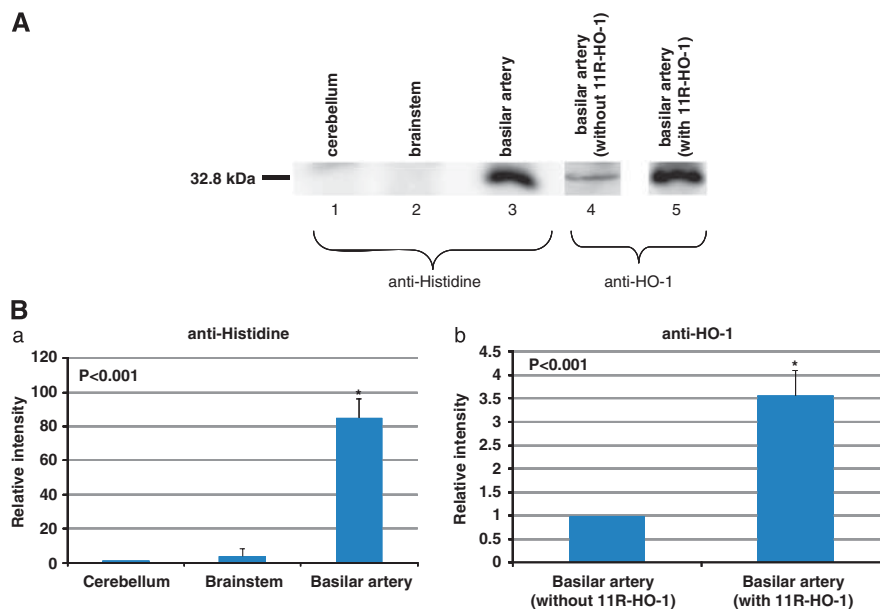 A
cerebellum
brainstem
basilar artery
basilar artery
(without 11R-HO-1)
basilar artery
(with 11R-HO-1)
32.8 kDa
1 2 3 4 5
anti-Histidine
anti-HO-1
B
a
anti-Histidine
P<0.001
*
Relative intensity
120
100
80
60
40
20
0
Cerebellum
Brainstem
Basilar artery
b
anti-HO-1
P<0.001
*
Relative intensity
4.5
4
3.5
3
2.5
2
1.5
1
0.5
0
Basilar artery
(without 11R-HO-1)
Basilar artery
(with 11R-HO-1)